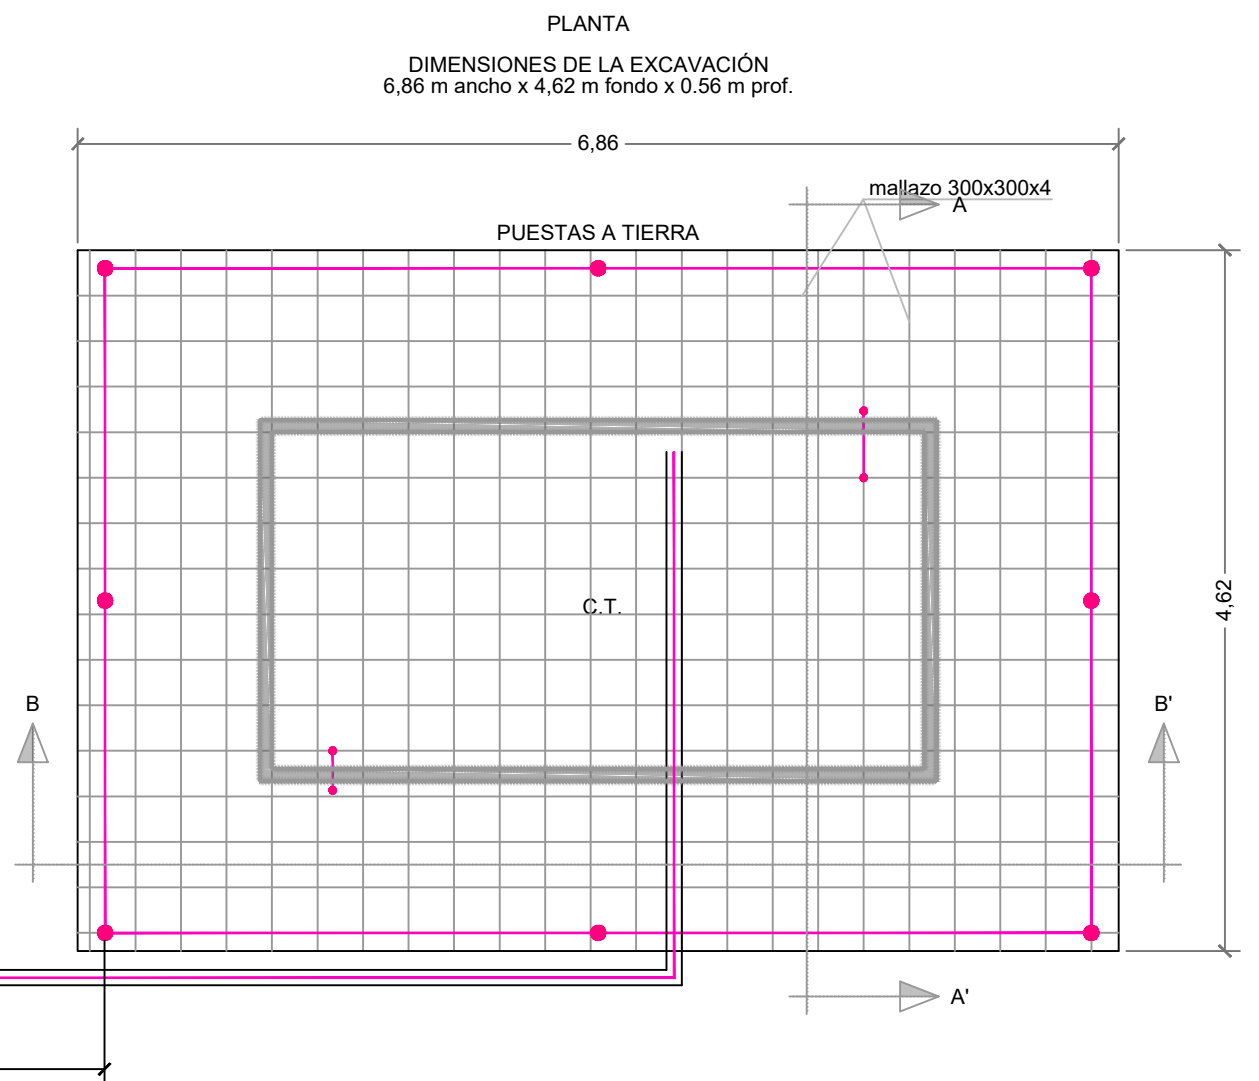 PLANTA
DIMENSIONES DE LA EXCAVACIÓN
6,86 m ancho x 4,62 m fondo x 0.56 m prof.
6,86
mallazo 300x300x4
A
PUESTAS A TIERRA
4,62
C.T.
B
B'
A'